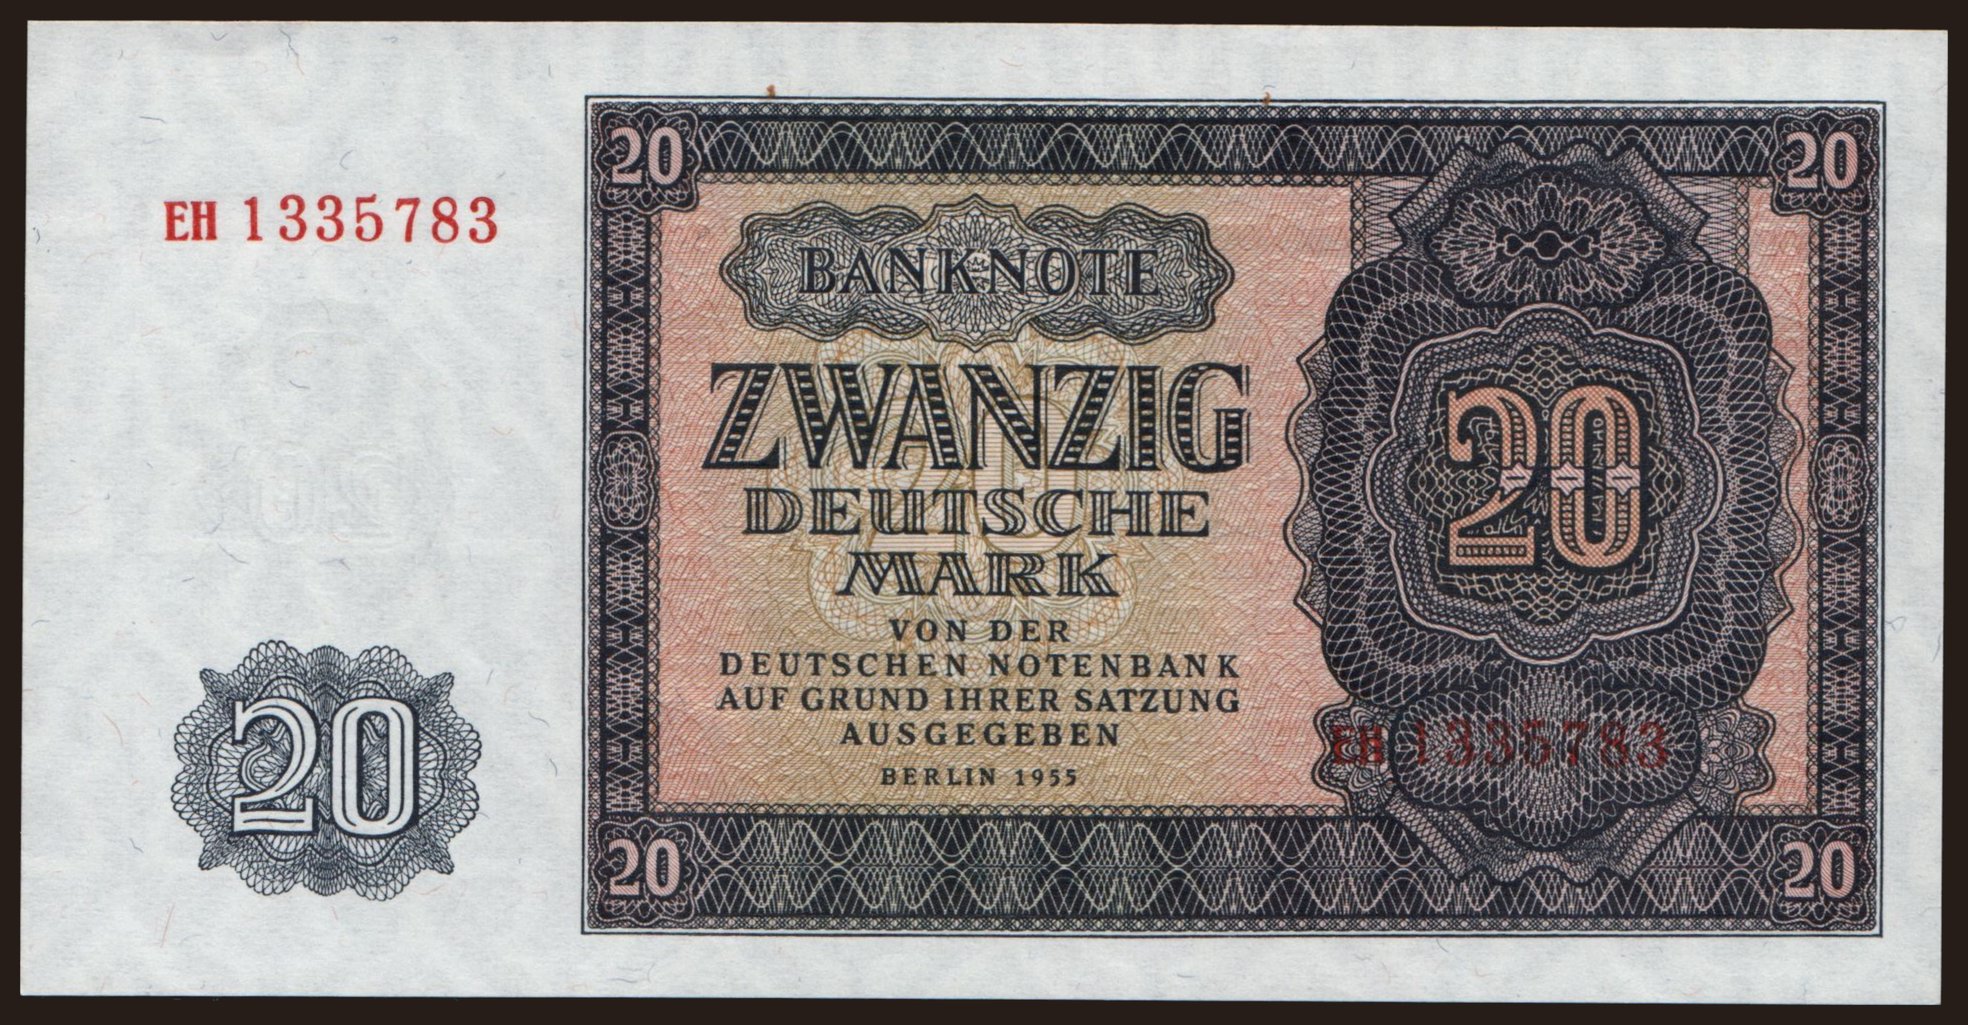 20
20
EH 1335783
BANKNOTE
ZWANZIG
DEUTSCHE
MARK
20
VON DER
DEUTSCHEN NOTENBANK
AUF GRUND IHRER SATZUNG
AUSGEGEBEN
BERLIN 1955
EH 1335783
20
20
20